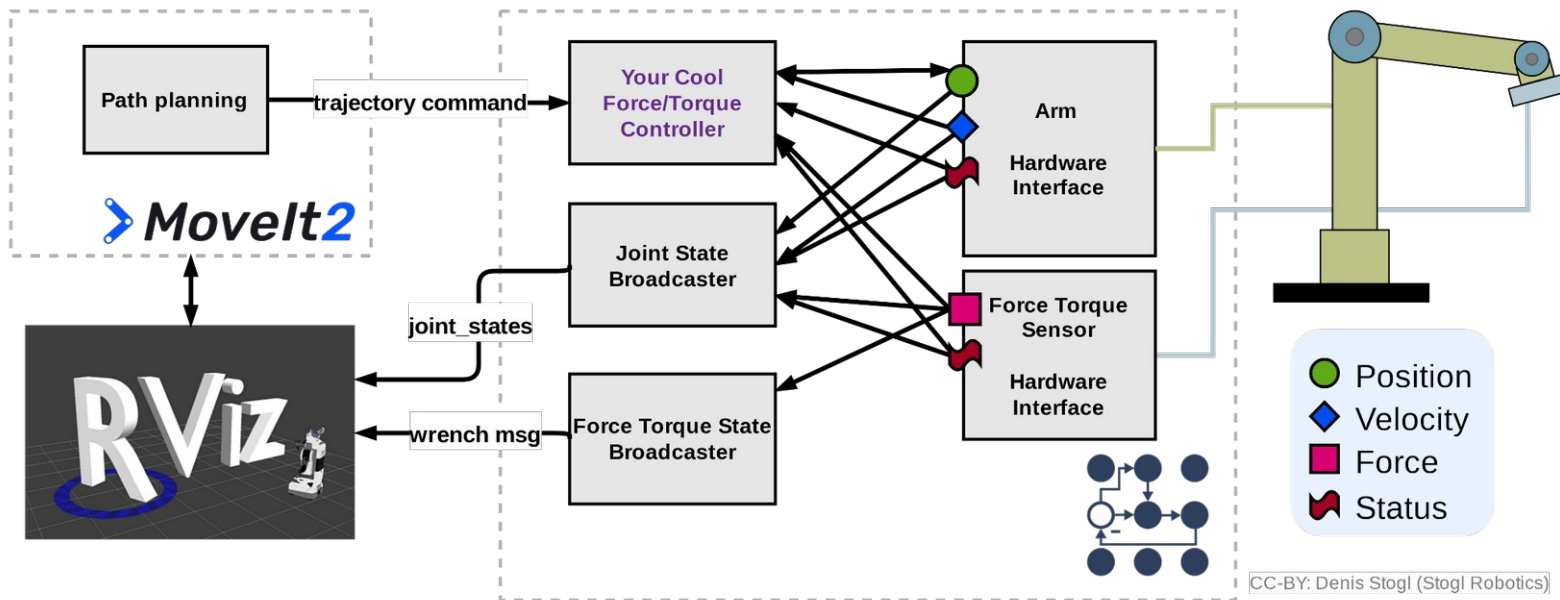 Path planning
trajectory command
MoveIt2
Your Cool
Force/Torque
Controller
Arm
Hardware
Interface
Joint State
Broadcaster
joint_states
Force Torque
Sensor
Hardware
Interface
RViz
wrench msg
Force Torque State
Broadcaster
Position
Velocity
Force
Status
CC-BY: Denis Stogl (Stogl Robotics)